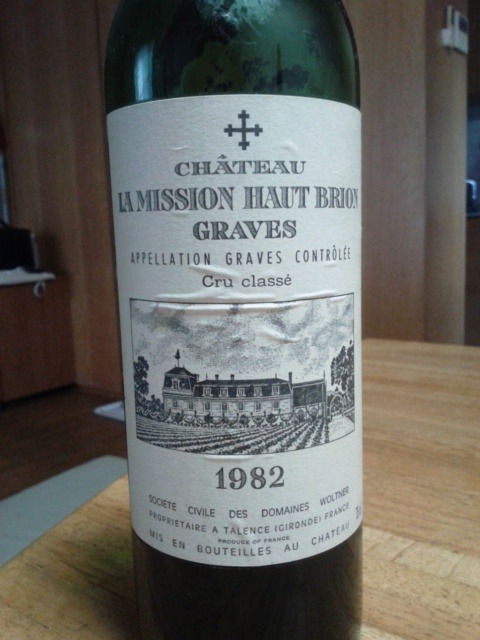 CHÂTEAU
LA MISSION HAUT BRION
GRAVES
APPELLATION GRAVES CONTRÔLÉE
Cru classé
1982
SOCIETE CIVILE DES DOMAINES WOLTNER
PROPRIETAIRE A TALENCE (GIRONDE) FRANCE
PRODUCE OF FRANCE
MIS EN BOUTEILLES AU CHATEAU